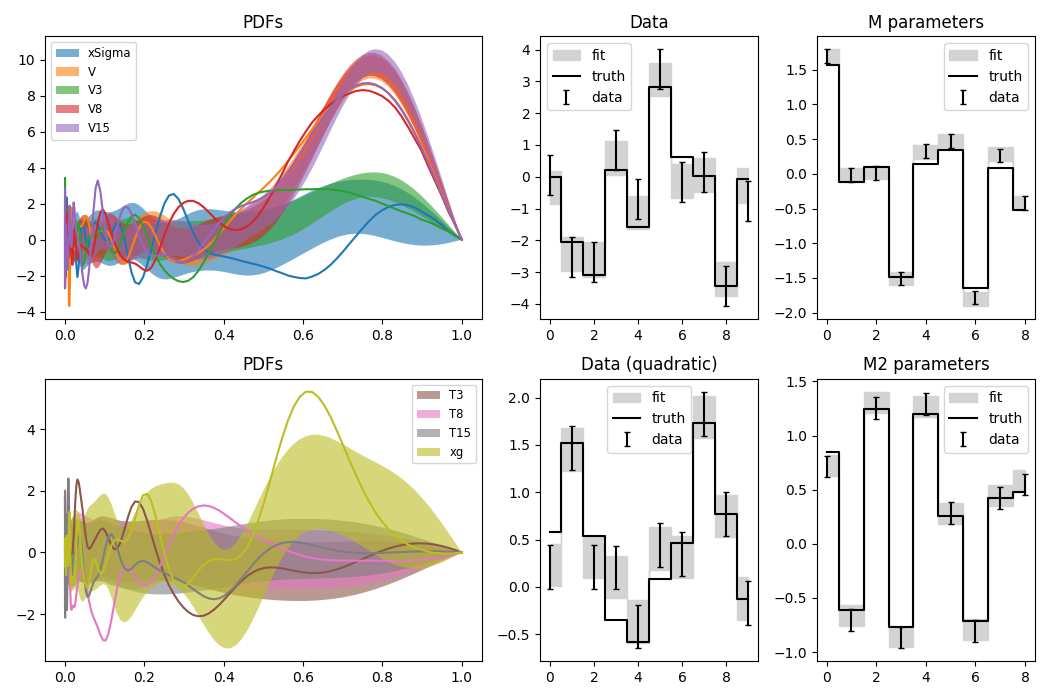 PDFs
xSigma
V
V3
V8
V15
10
8
6
4
2
0
−2
−4
0.0 0.2 0.4 0.6 0.8 1.0
Data
fit
truth
data
4
3
2
1
0
−1
−2
−3
−4
0 2 4 6 8
M parameters
fit
truth
data
1.5
1.0
0.5
0.0
−0.5
−1.0
−1.5
−2.0
0 2 4 6 8
PDFs
T3
T8
T15
xg
4
2
0
−2
0.0 0.2 0.4 0.6 0.8 1.0
Data (quadratic)
fit
truth
data
2.0
1.5
1.0
0.5
0.0
−0.5
0 2 4 6 8
M2 parameters
fit
truth
data
1.5
1.0
0.5
0.0
−0.5
−1.0
0 2 4 6 8